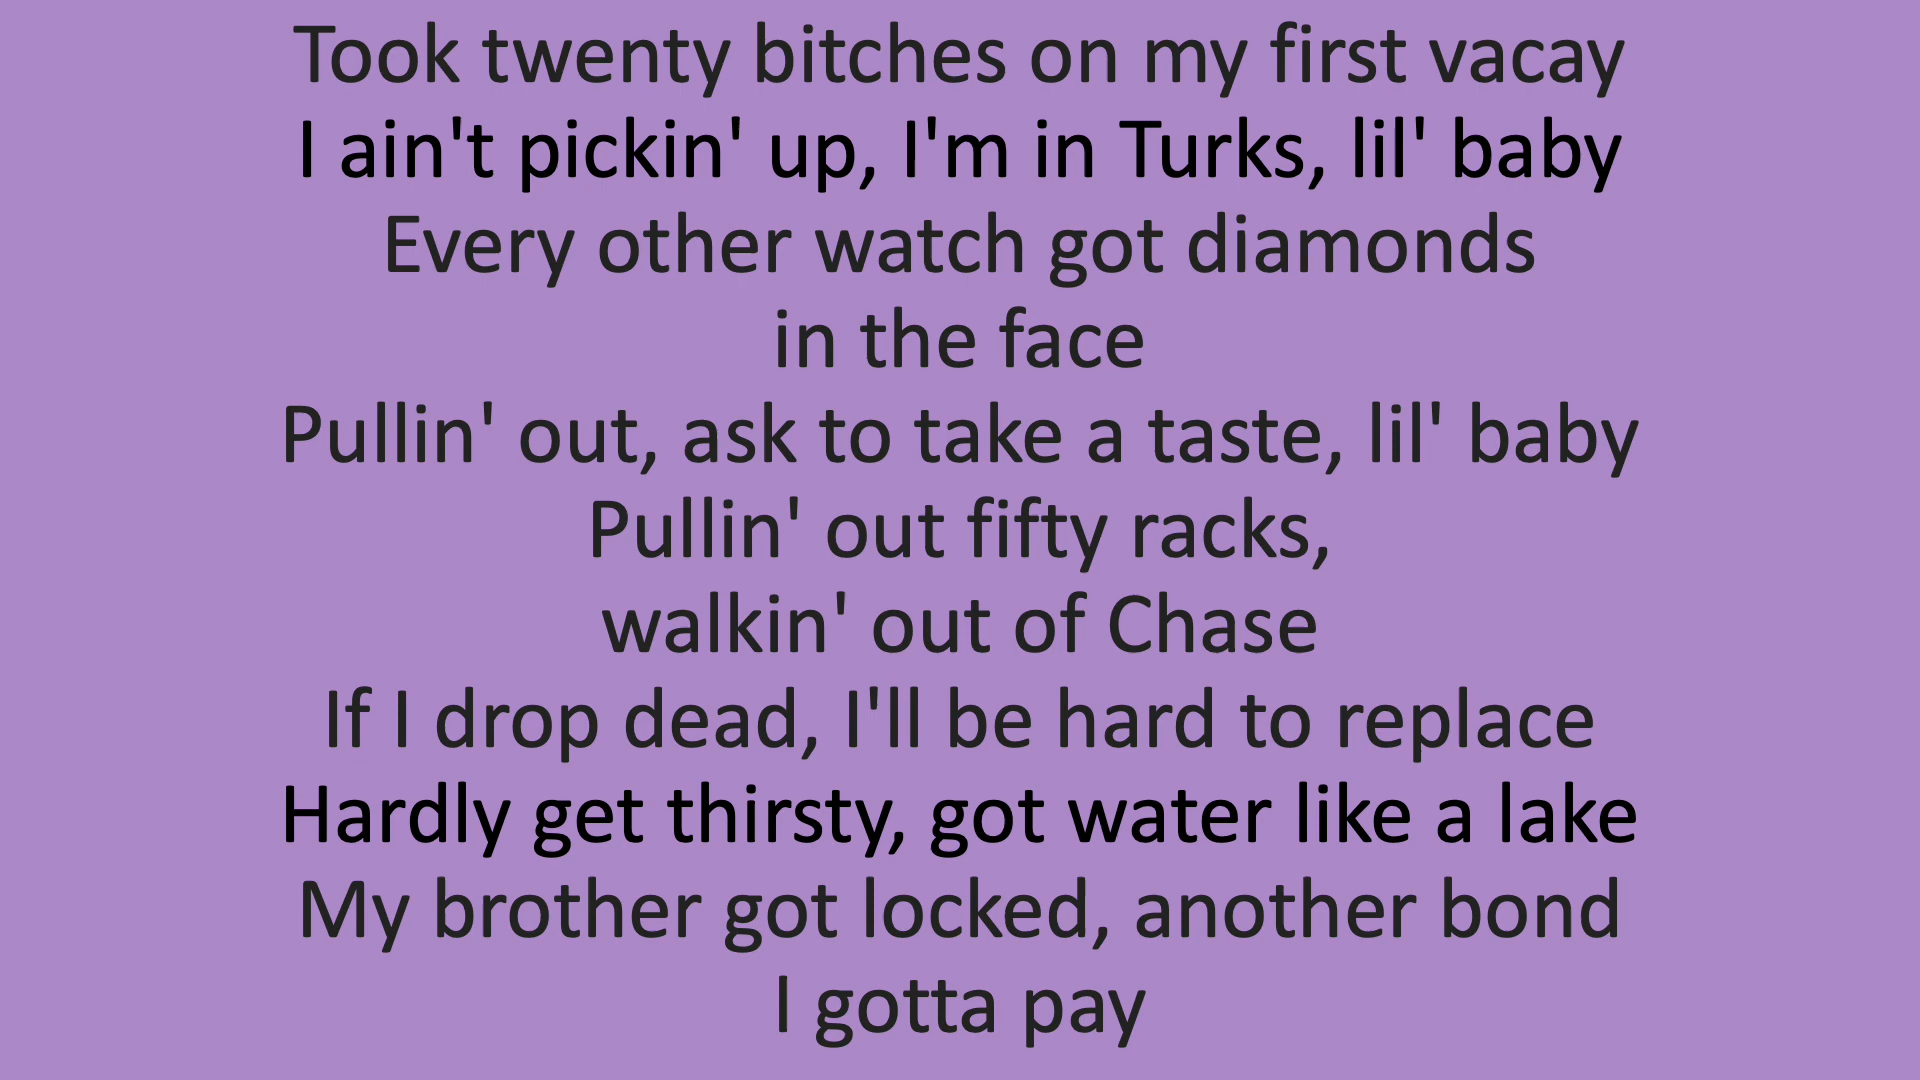 Took twenty bitches on my first vacay
I ain't pickin' up, I'm in Turks, lil' baby
Every other watch got diamonds
in the face
Pullin' out, ask to take a taste, lil' baby
Pullin' out fifty racks,
walkin' out of Chase
If I drop dead, I'll be hard to replace
Hardly get thirsty, got water like a lake
My brother got locked, another bond
I gotta pay